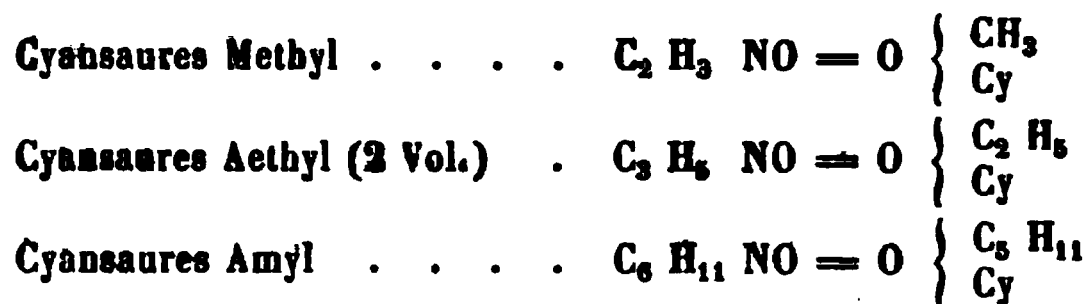 Cyansaures Methyl . . . . C₂ H₃ NO = O { CH₃ Cy
Cyansaures Aethyl (2 Vol.) . C₃ H₅ NO = O { C₂ H₅ Cy
Cyansaures Amyl . . . . C₆ H₁₁ NO = O { C₅ H₁₁ Cy